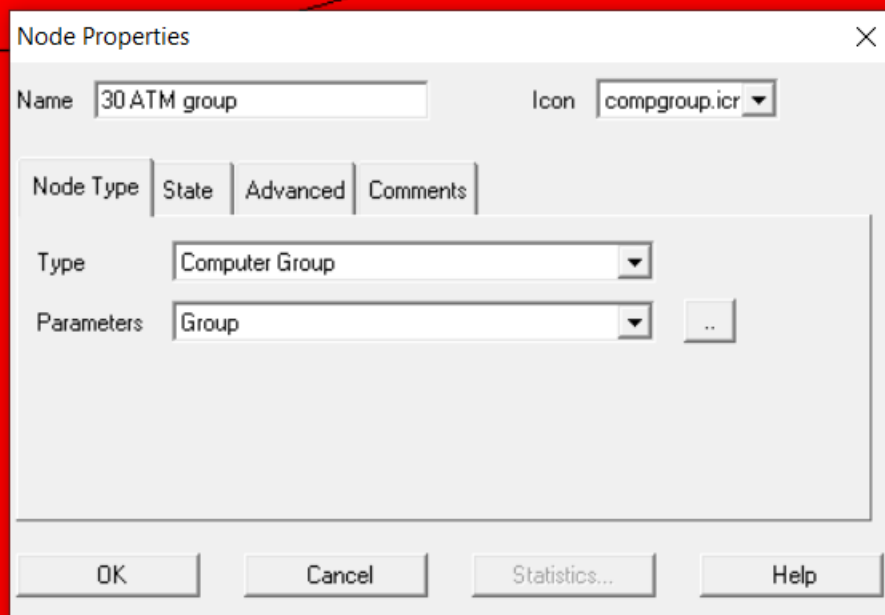 Node Properties
Name 30 ATM group Icon compgroup.icr
Node Type State Advanced Comments
Type Computer Group
Parameters Group ..
OK Cancel Statistics... Help